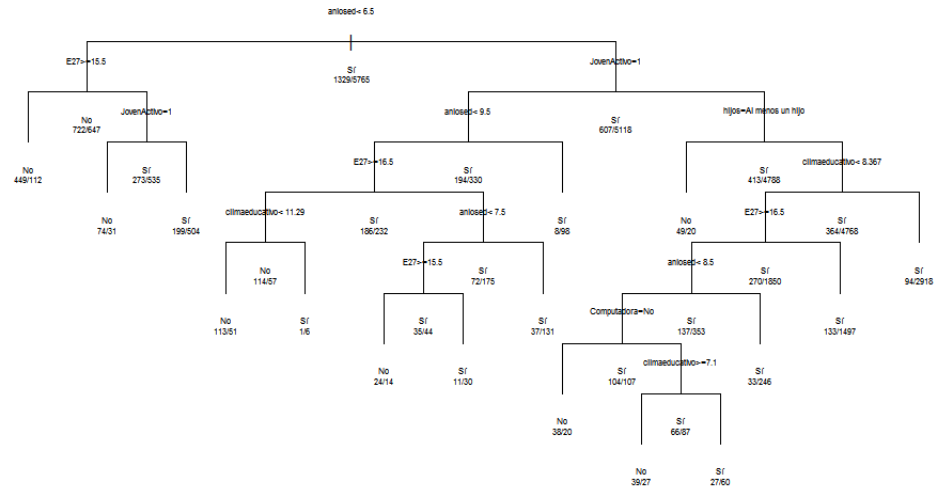 aniosed< 6.5
E27>=15.5
JovenActivo=1
Sí
1329/5765
JovenActivo=1
aniosed< 9.5
hijos=Al menos un hijo
No
722/647
Sí
607/5118
No
449/112
Sí
273/535
E27>=16.5
Sí
194/330
Sí
413/4788
climaeducativo< 8.367
No
74/31
Sí
199/504
climaeducativo< 11.29
Sí
186/232
aniosed< 7.5
Sí
8/98
No
49/20
E27>=16.5
Sí
364/4768
No
114/57
E27>=15.5
Sí
72/175
aniosed< 8.5
Sí
270/1850
Sí
94/2918
No
113/51
Sí
1/6
Sí
35/44
Sí
37/131
Computadora=No
Sí
137/353
Sí
133/1497
No
24/14
Sí
11/30
Sí
104/107
climaeducativo>=7.1
Sí
33/246
No
38/20
Sí
66/87
No
39/27
Sí
27/60